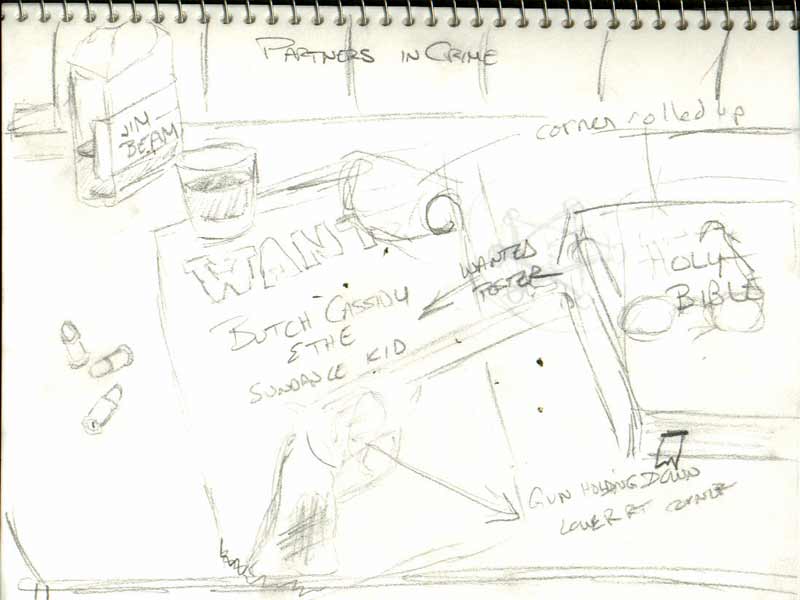 PARTNERS IN CRIME
JIM
BEAM
corner rolled up
WANT
WANTED
POSTER
HOLY
BIBLE
BUTCH CASSIDY
& THE
SUNDANCE KID
GUN HOLDING DOWN
LOWER RT CORNER